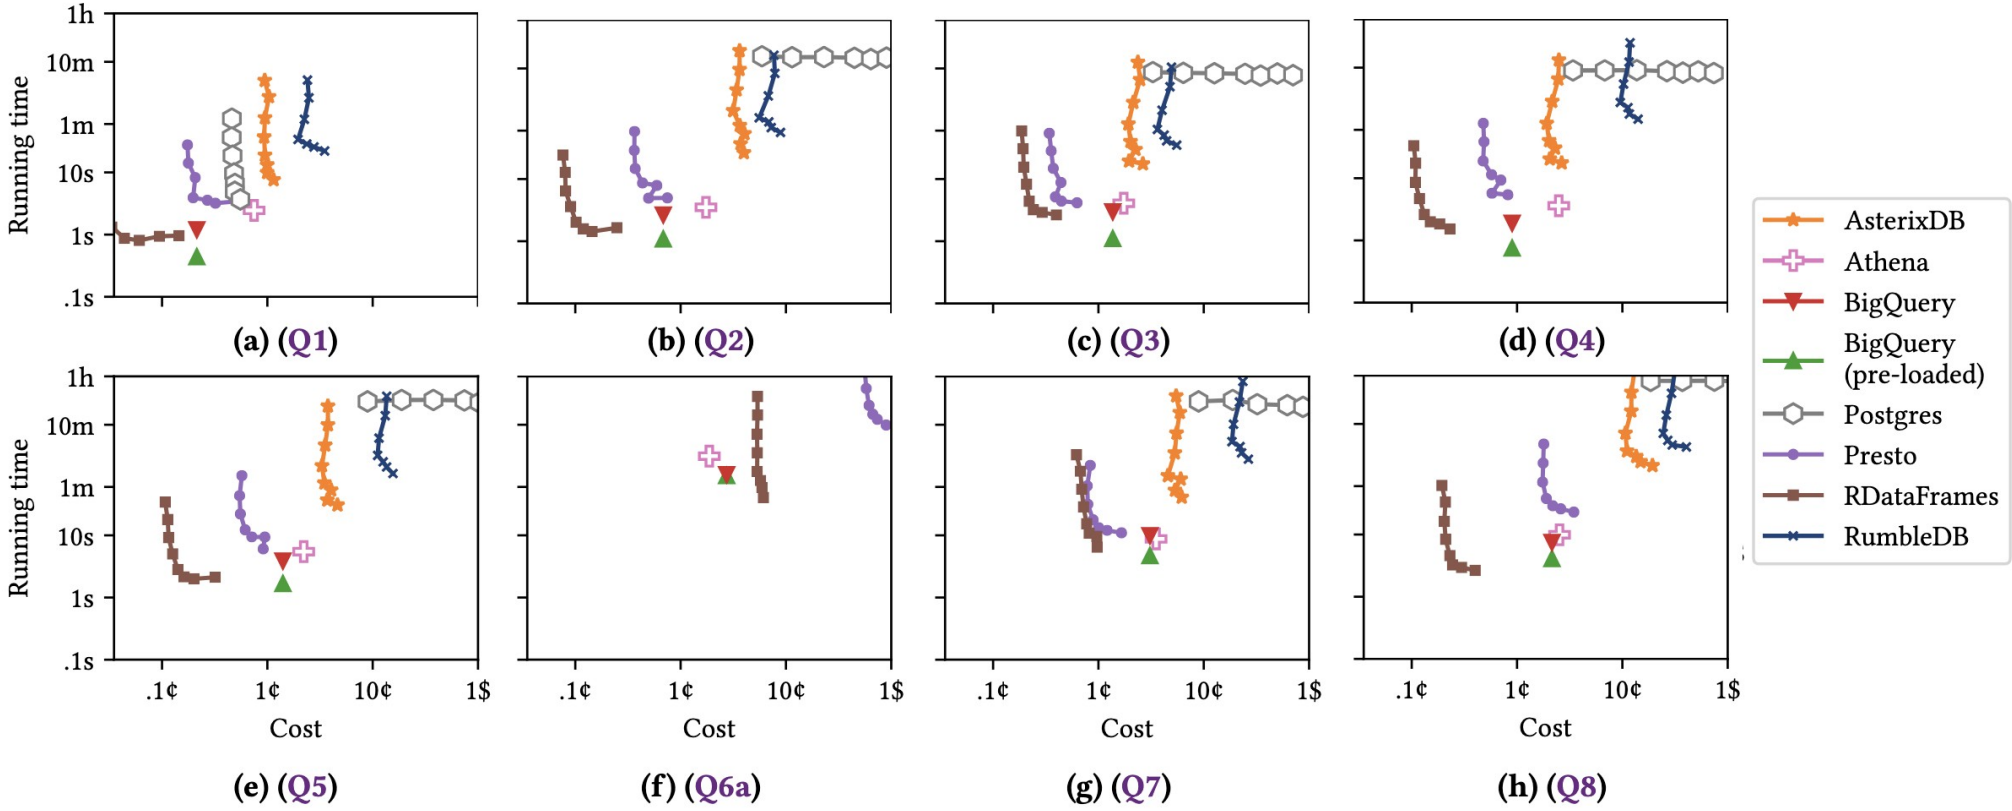 1h
10m
1m
10s
1s
.1s
Running time
(a) (Q1)
(b) (Q2)
(c) (Q3)
(d) (Q4)
1h
10m
1m
10s
1s
.1s
Running time
.1¢ 1¢ 10¢ 1$
Cost
.1¢ 1¢ 10¢ 1$
Cost
.1¢ 1¢ 10¢ 1$
Cost
.1¢ 1¢ 10¢ 1$
Cost
(e) (Q5)
(f) (Q6a)
(g) (Q7)
(h) (Q8)
AsterixDB
Athena
BigQuery
BigQuery
(pre-loaded)
Postgres
Presto
RDataFrames
RumbleDB